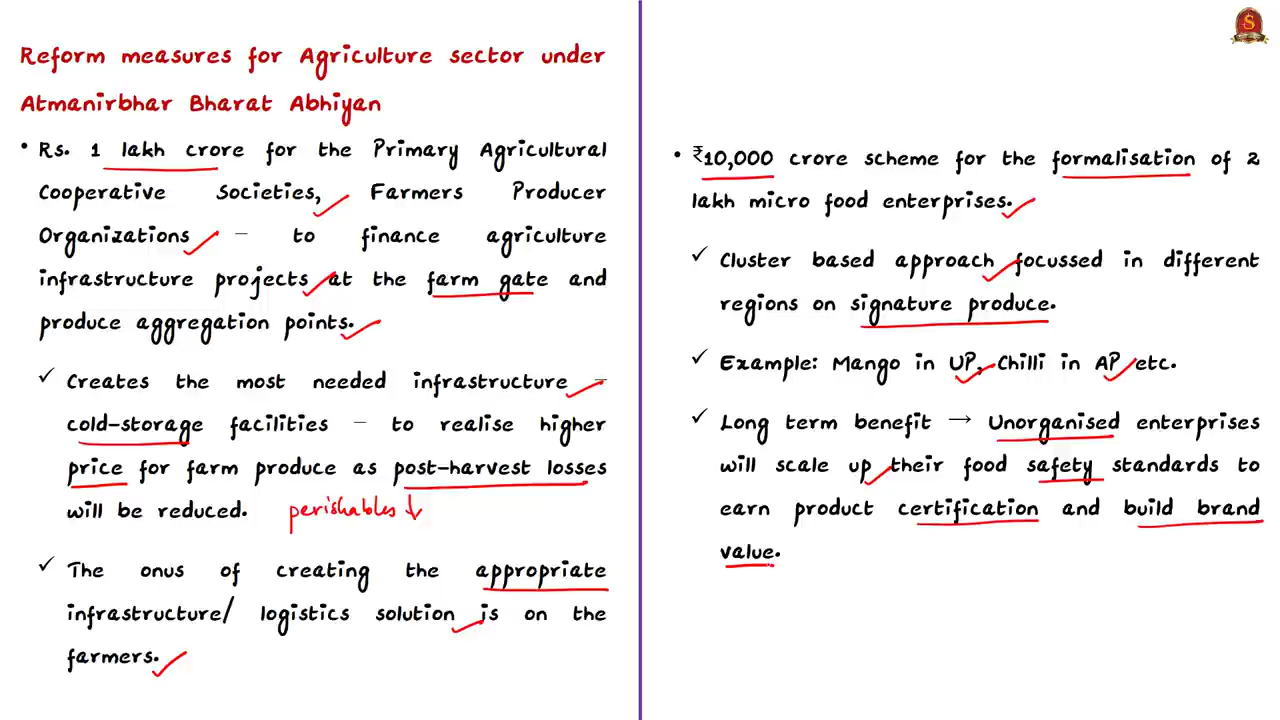 Reform measures for Agriculture sector under
Atmanirbhar Bharat Abhiyan
• Rs. 1 lakh crore for the Primary Agricultural
Cooperative Societies, Farmers Producer
Organizations – to finance agriculture
infrastructure projects at the farm gate and
produce aggregation points.
✓ Creates the most needed infrastructure –
cold-storage facilities – to realise higher
price for farm produce as post-harvest losses
will be reduced. perishables ↓
✓ The onus of creating the appropriate
infrastructure/ logistics solution is on the
farmers.
• ₹10,000 crore scheme for the formalisation of 2
lakh micro food enterprises.
✓ Cluster based approach focussed in different
regions on signature produce.
✓ Example: Mango in UP, Chilli in AP etc.
✓ Long term benefit → Unorganised enterprises
will scale up their food safety standards to
earn product certification and build brand
value.
S